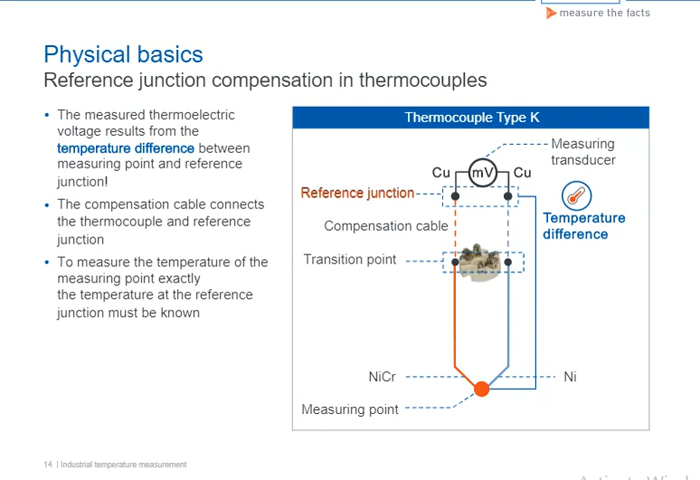 measure the facts
Physical basics
Reference junction compensation in thermocouples
• The measured thermoelectric
voltage results from the
temperature difference between
measuring point and reference
junction!
• The compensation cable connects
the thermocouple and reference
junction
• To measure the temperature of the
measuring point exactly
the temperature at the reference
junction must be known
Thermocouple Type K
Measuring
transducer
Cu
mV
Cu
Reference junction
Temperature
difference
Compensation cable
Transition point
NiCr
Ni
Measuring point
14 | Industrial temperature measurement